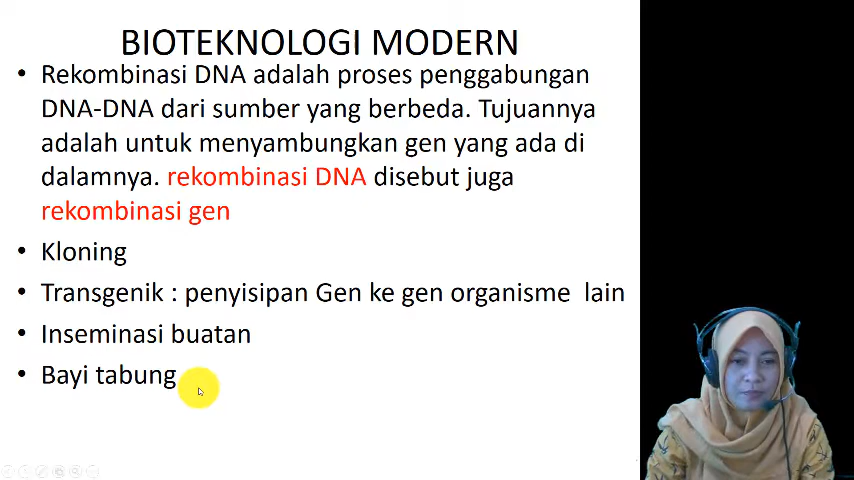 BIOTEKNOLOGI MODERN
• Rekombinasi DNA adalah proses penggabungan
DNA-DNA dari sumber yang berbeda. Tujuannya
adalah untuk menyambungkan gen yang ada di
dalamnya. rekombinasi DNA disebut juga
rekombinasi gen
• Kloning
• Transgenik : penyisipan Gen ke gen organisme lain
• Inseminasi buatan
• Bayi tabung